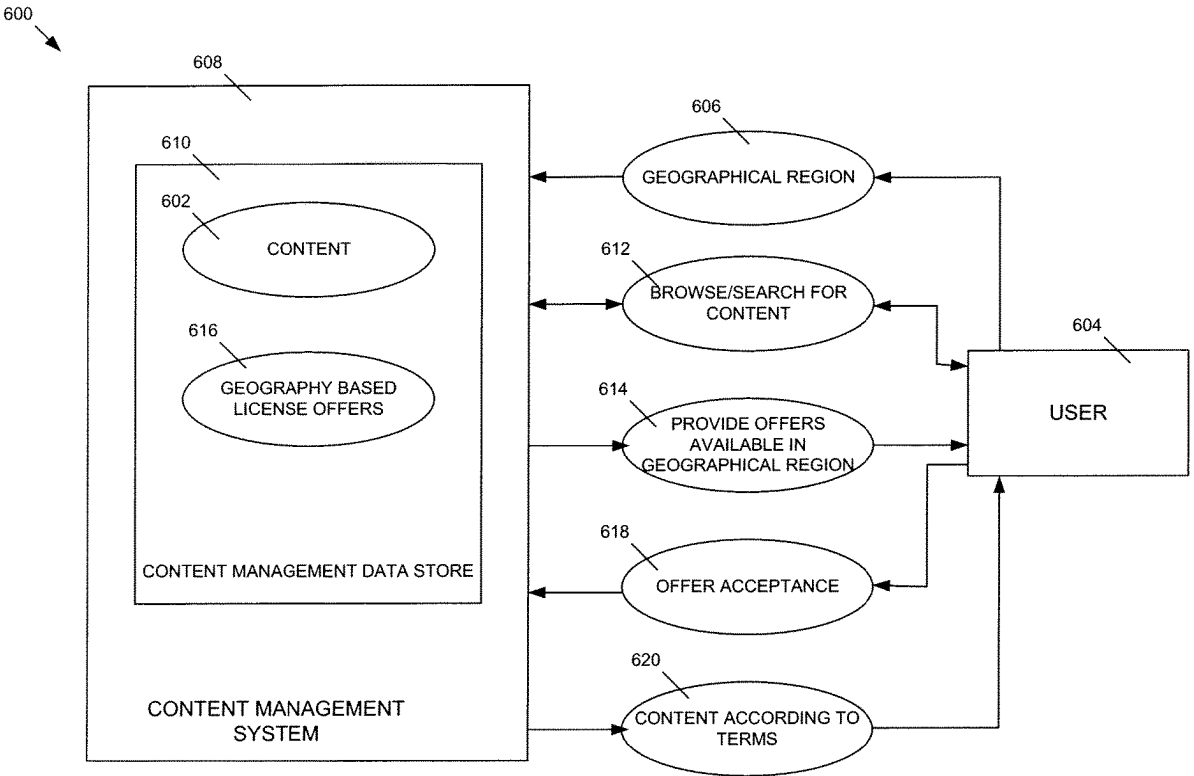 600
608
610
602
CONTENT
616
GEOGRAPHY BASED
LICENSE OFFERS
CONTENT MANAGEMENT DATA STORE
CONTENT MANAGEMENT
SYSTEM
606
GEOGRAPHICAL REGION
612
BROWSE/SEARCH FOR
CONTENT
614
PROVIDE OFFERS
AVAILABLE IN
GEOGRAPHICAL REGION
618
OFFER ACCEPTANCE
620
CONTENT ACCORDING TO
TERMS
604
USER